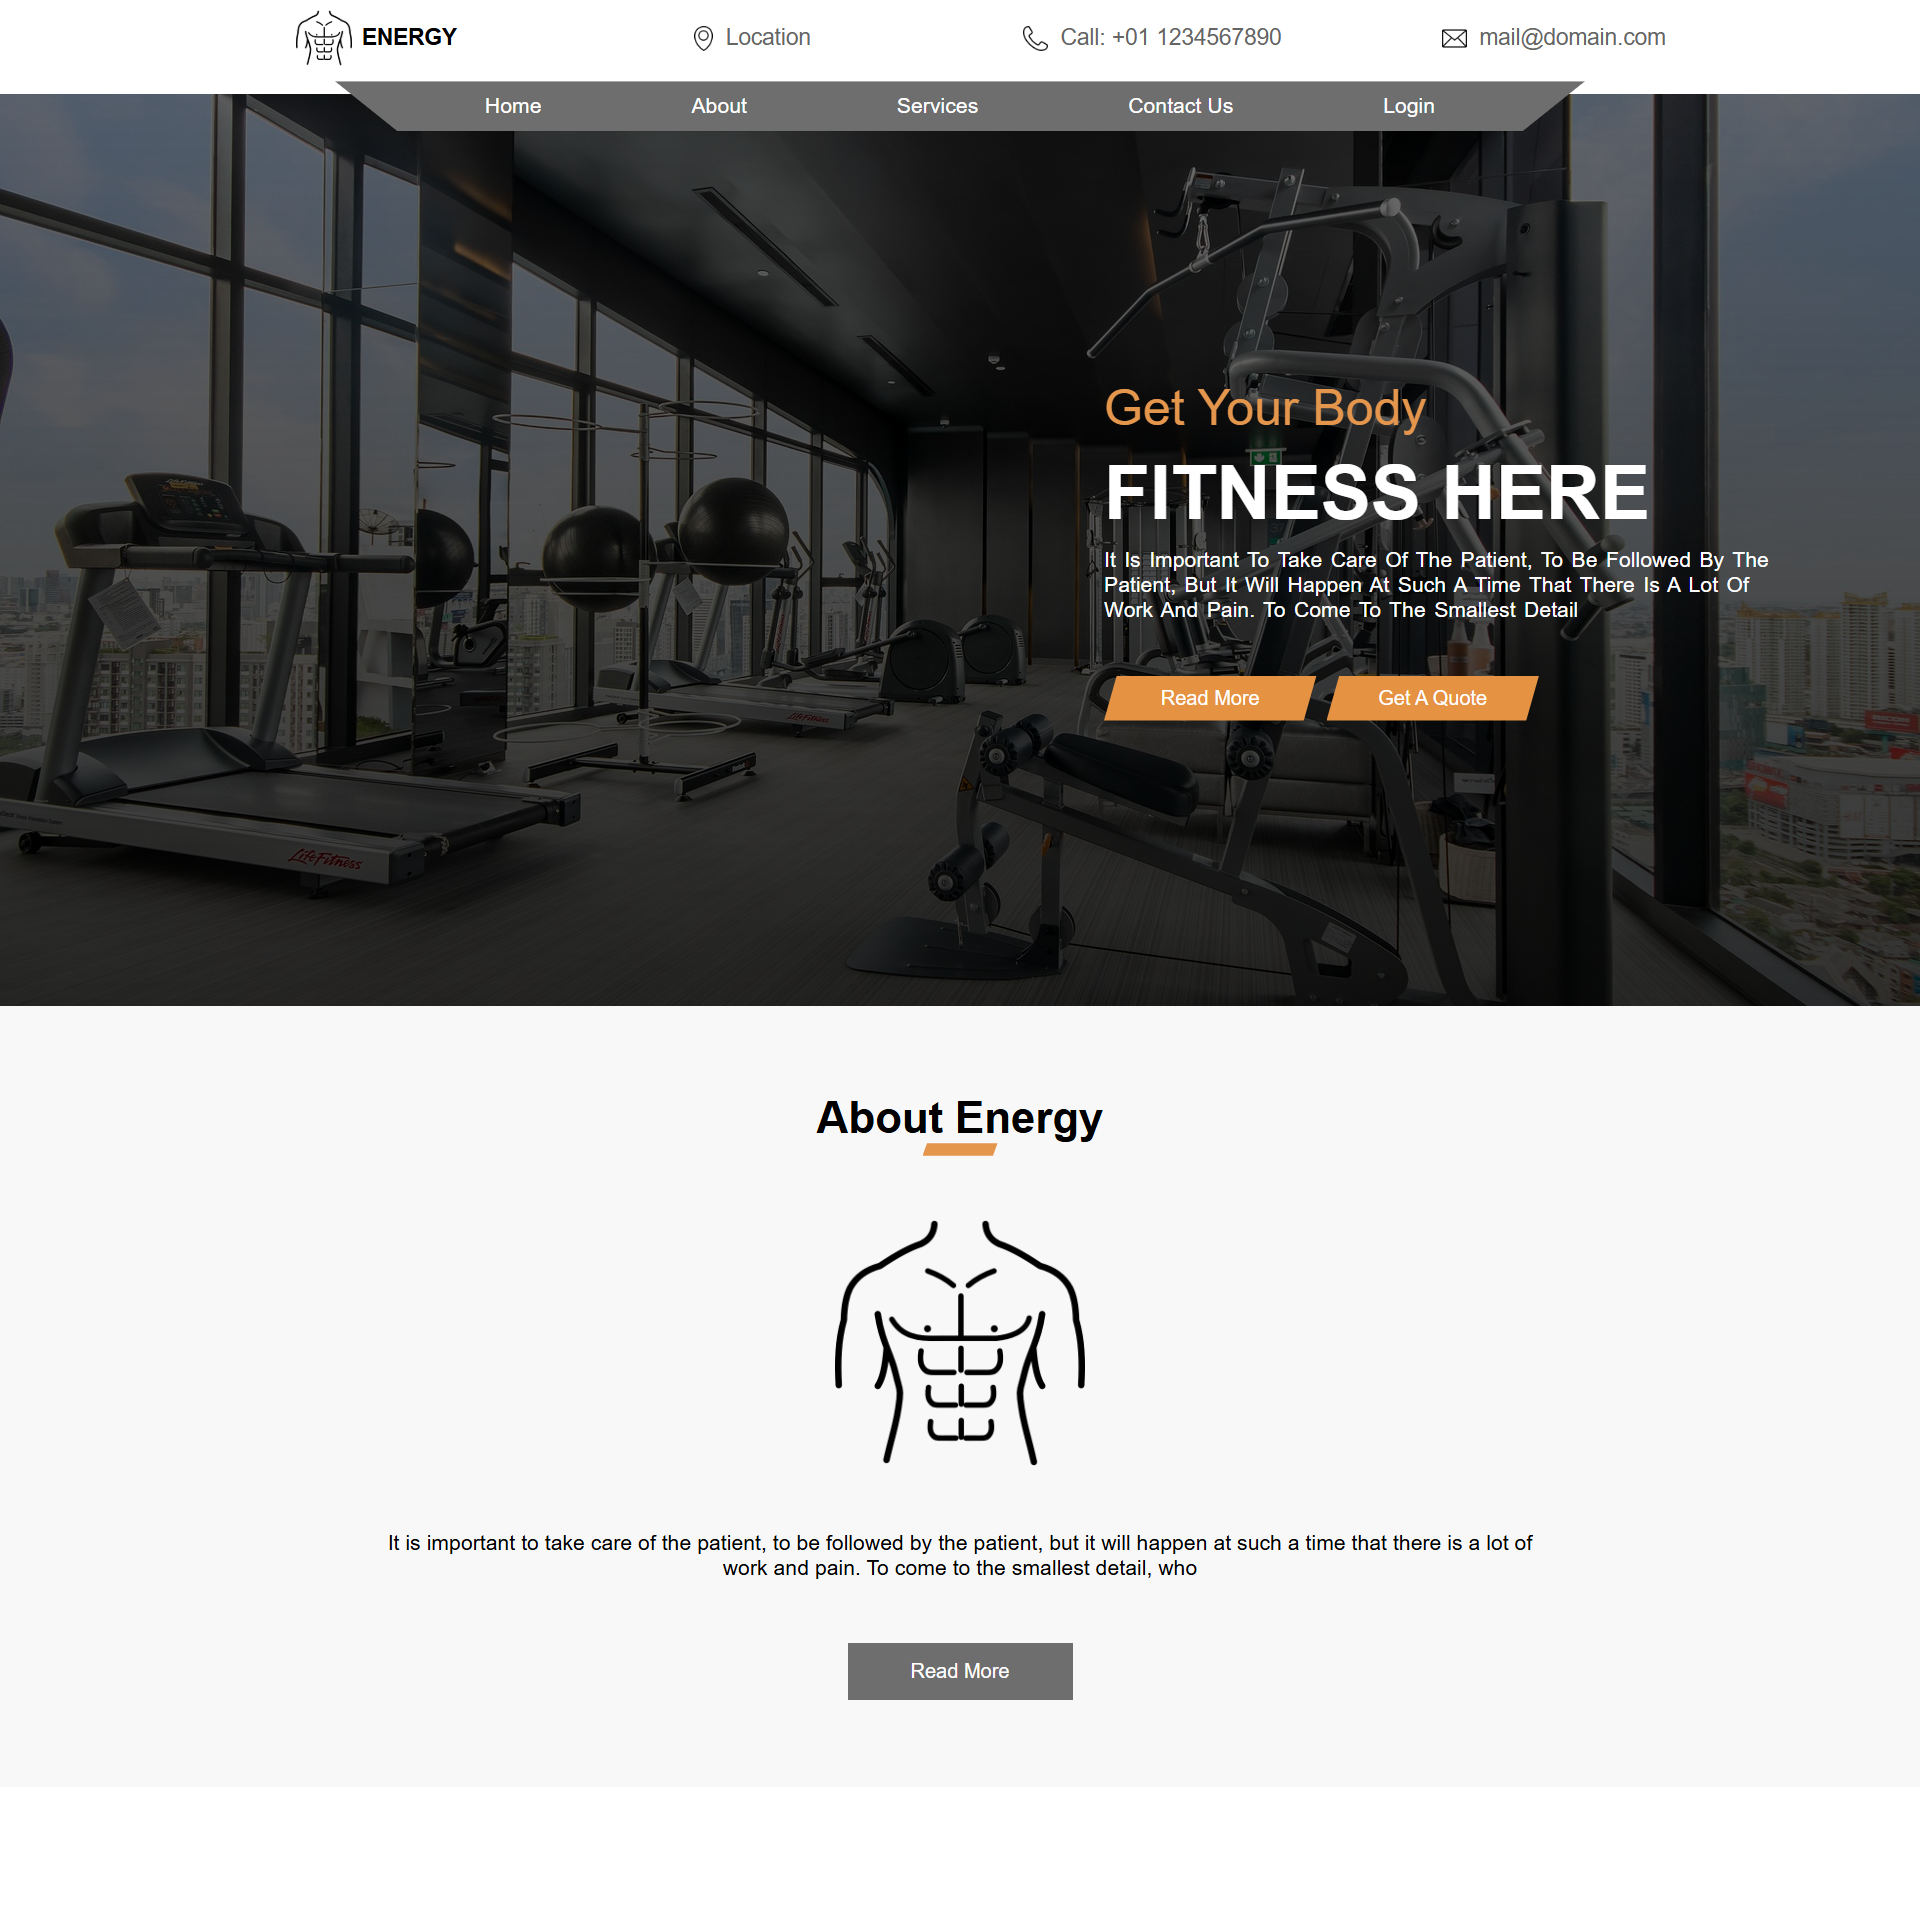 ENERGY
Location
Call: +01 1234567890
mail@domain.com
Home
About
Services
Contact Us
Login
Get Your Body
FITNESS HERE
It Is Important To Take Care Of The Patient, To Be Followed By The
Patient, But It Will Happen At Such A Time That There Is A Lot Of
Work And Pain. To Come To The Smallest Detail
Read More
Get A Quote
LifeFitness
LifeFitness
About Energy
It is important to take care of the patient, to be followed by the patient, but it will happen at such a time that there is a lot of
work and pain. To come to the smallest detail, who
Read More